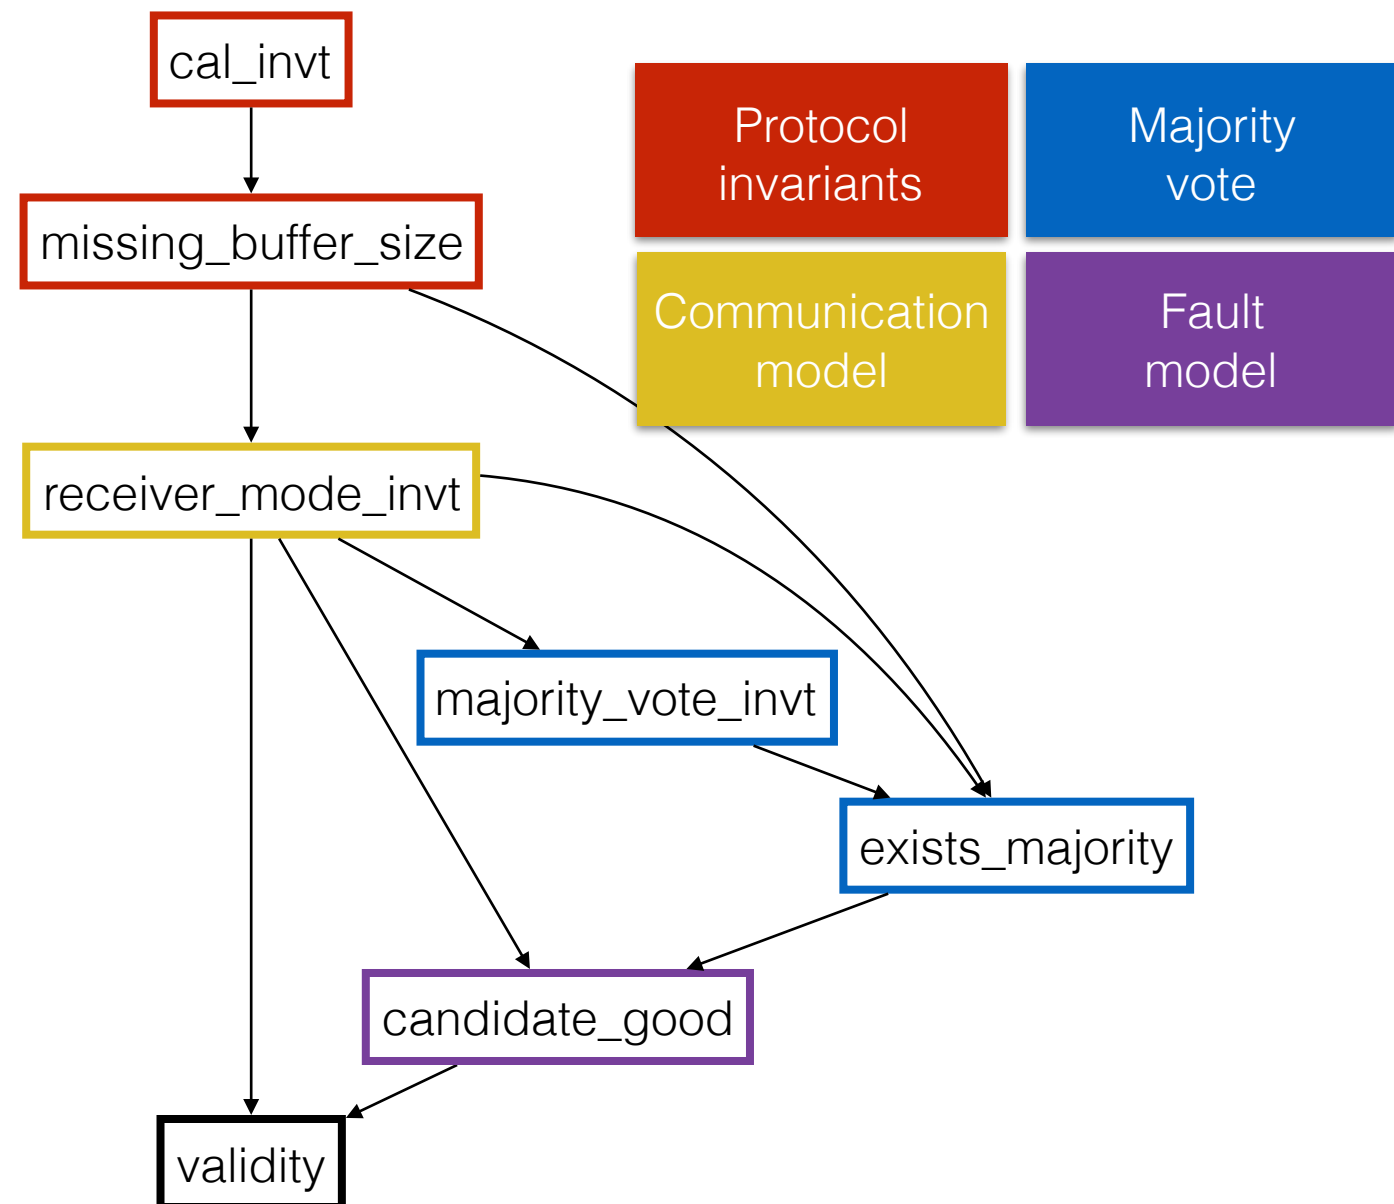 cal_invt
Protocol
invariants
Majority
vote
missing_buffer_size
Communication
model
Fault
model
receiver_mode_invt
majority_vote_invt
exists_majority
candidate_good
validity